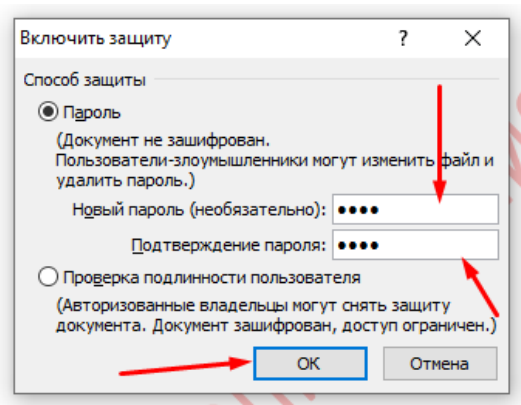 Включить защиту ?
Способ защиты
Пароль
(Документ не зашифрован.
Пользователи-злоумышленники могут изменить файл и
удалить пароль.)
Новый пароль (необязательно): ••••
Подтверждение пароля: ••••
Проверка подлинности пользователя
(Авторизованные владельцы могут снять защиту
документа. Документ зашифрован, доступ ограничен.)
ОК Отмена